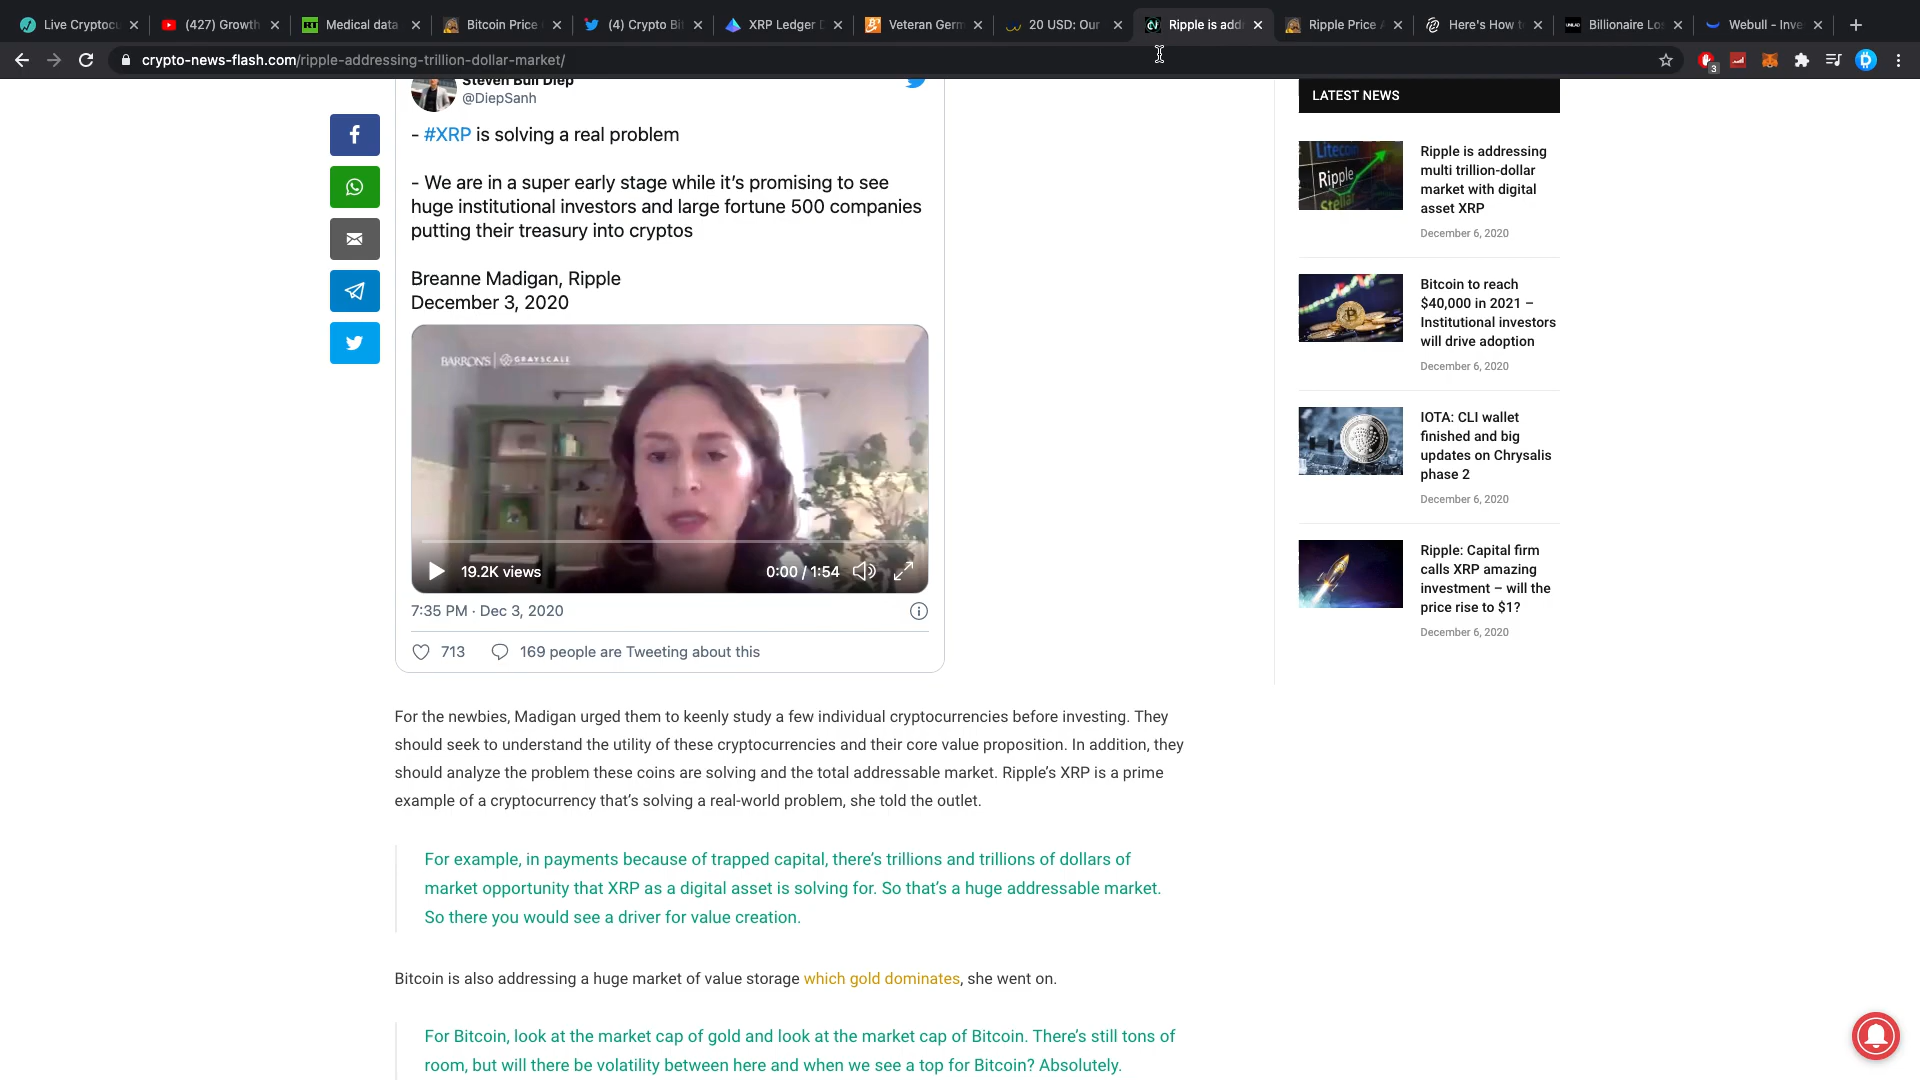 Live Cryptocu
(427) Growth
Medical data
Bitcoin Price
(4) Crypto Bit
XRP Ledger D
Veteran Germ
20 USD: Our
Ripple is add
Ripple Price A
Here's How to
Billionaire Los
Webull - Inve
crypto-news-flash.com/ripple-addressing-trillion-dollar-market/
3
Steven Bull Diep
@DiepSanh
- #XRP is solving a real problem
- We are in a super early stage while it's promising to see
huge institutional investors and large fortune 500 companies
putting their treasury into cryptos
Breanne Madigan, Ripple
December 3, 2020
BARRON'S | GRAYSCALE
19.2K views
0:00 / 1:54
7:35 PM · Dec 3, 2020
713
169 people are Tweeting about this
For the newbies, Madigan urged them to keenly study a few individual cryptocurrencies before investing. They
should seek to understand the utility of these cryptocurrencies and their core value proposition. In addition, they
should analyze the problem these coins are solving and the total addressable market. Ripple's XRP is a prime
example of a cryptocurrency that's solving a real-world problem, she told the outlet.
For example, in payments because of trapped capital, there's trillions and trillions of dollars of
market opportunity that XRP as a digital asset is solving for. So that's a huge addressable market.
So there you would see a driver for value creation.
Bitcoin is also addressing a huge market of value storage which gold dominates, she went on.
For Bitcoin, look at the market cap of gold and look at the market cap of Bitcoin. There's still tons of
room, but will there be volatility between here and when we see a top for Bitcoin? Absolutely.
LATEST NEWS
Litecoin
Ripple
Stellar
Ripple is addressing
multi trillion-dollar
market with digital
asset XRP
December 6, 2020
Bitcoin to reach
$40,000 in 2021 –
Institutional investors
will drive adoption
December 6, 2020
IOTA: CLI wallet
finished and big
updates on Chrysalis
phase 2
December 6, 2020
Ripple: Capital firm
calls XRP amazing
investment – will the
price rise to $1?
December 6, 2020